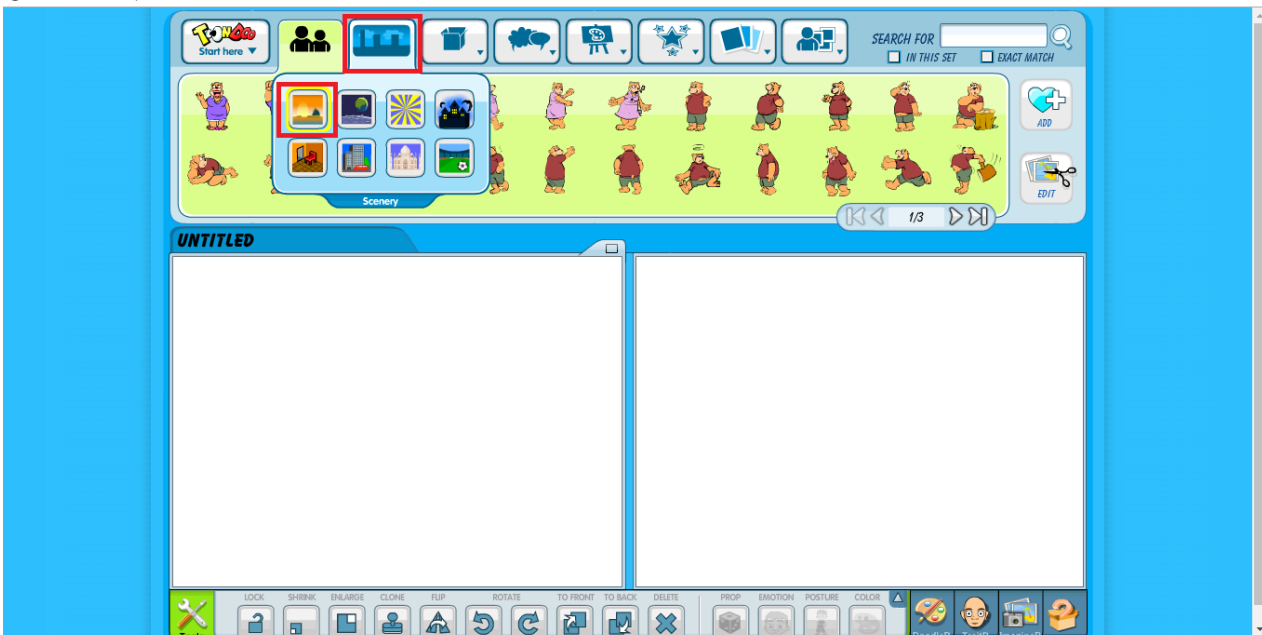 TOONDOO
Start here
SEARCH FOR
IN THIS SET
EXACT MATCH
ADD
EDIT
Scenery
1/3
UNTITLED
LOCK
SHRINK
ENLARGE
CLONE
FLIP
ROTATE
TO FRONT
TO BACK
DELETE
PROP
EMOTION
POSTURE
COLOR